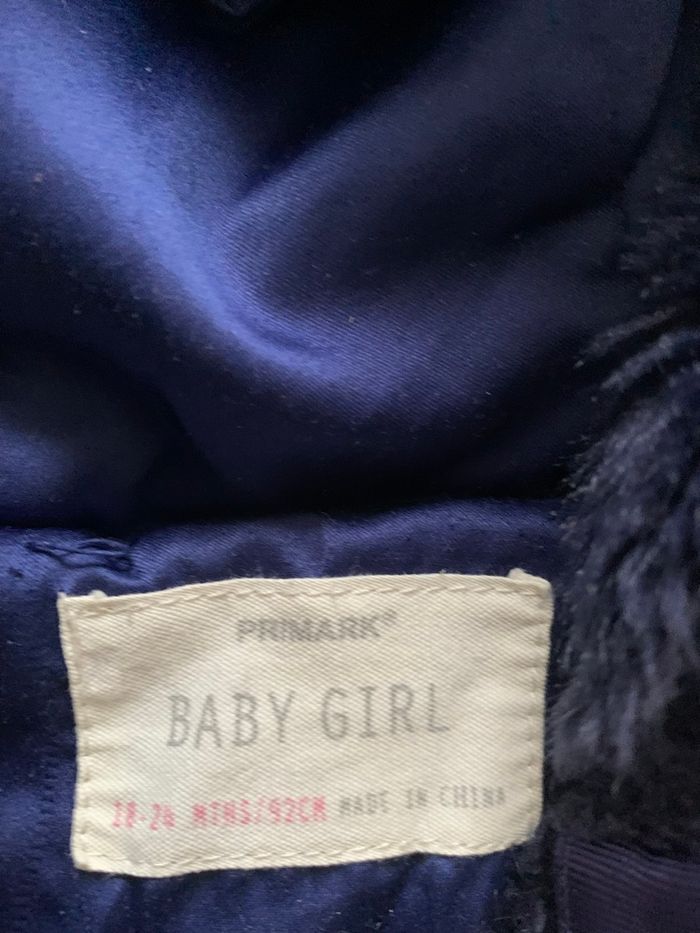 PRIMARK®
BABY GIRL
18-24 MTHS/92CM MADE IN CHINA